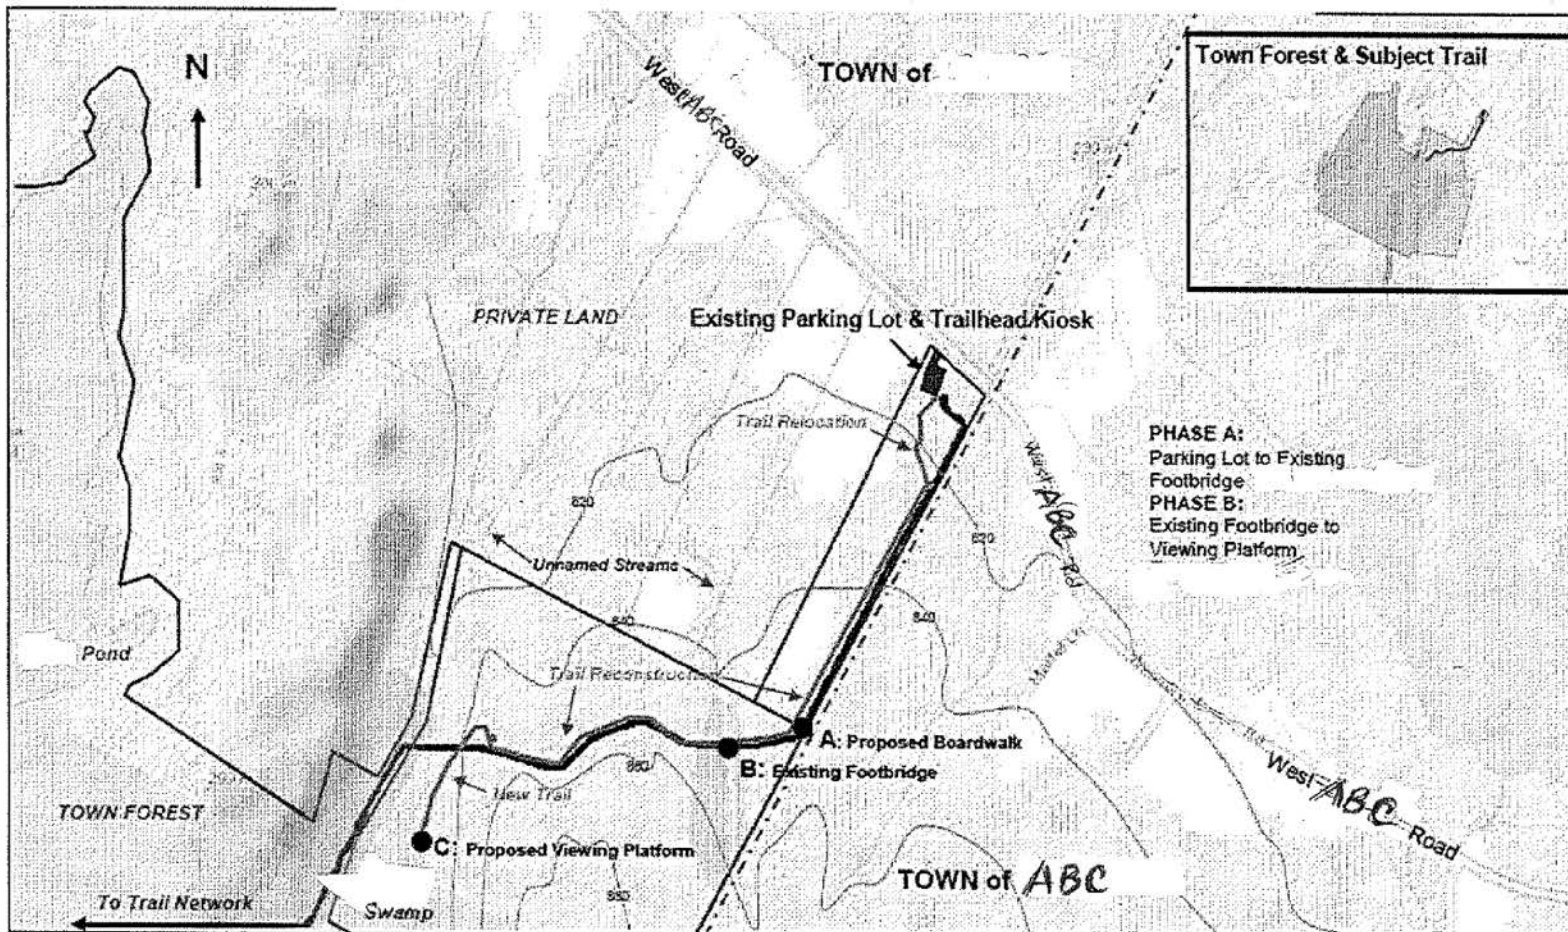 N
TOWN of
Town Forest & Subject Trail
West ABC Road
PRIVATE LAND
Existing Parking Lot & Trailhead/Kiosk
Trail Relocation
PHASE A:
Parking Lot to Existing
Footbridge
PHASE B:
Existing Footbridge to
Viewing Platform
West ABC Rd
820
820
Unnamed Streams
840
840
Pond
Trail Reconstruction
A: Proposed Boardwalk
B: Existing Footbridge
860
New Trail
West ABC Road
TOWN FOREST
C: Proposed Viewing Platform
TOWN of ABC
To Trail Network
Swamp